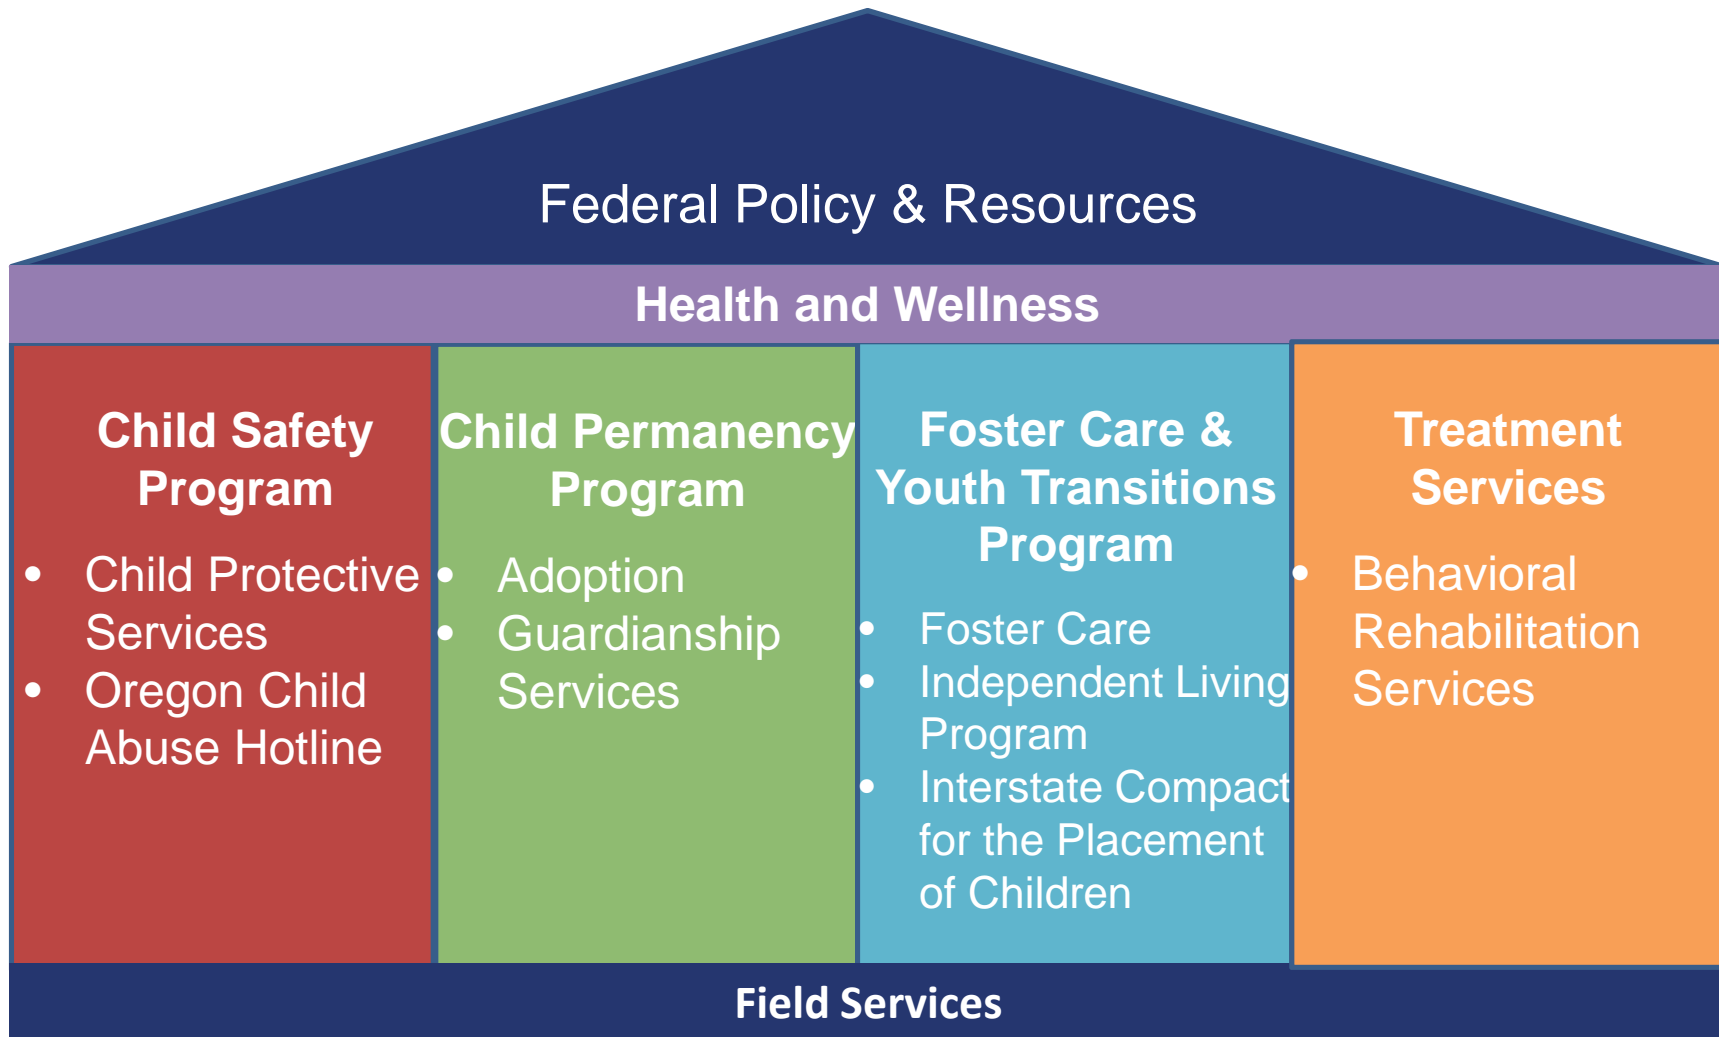 Federal Policy & Resources
Health and Wellness
Child Safety
Program
• Child Protective
Services
• Oregon Child
Abuse Hotline
Child Permanency
Program
• Adoption
• Guardianship
Services
Foster Care &
Youth Transitions
Program
• Foster Care
• Independent Living
Program
• Interstate Compact
for the Placement
of Children
Treatment
Services
• Behavioral
Rehabilitation
Services
Field Services